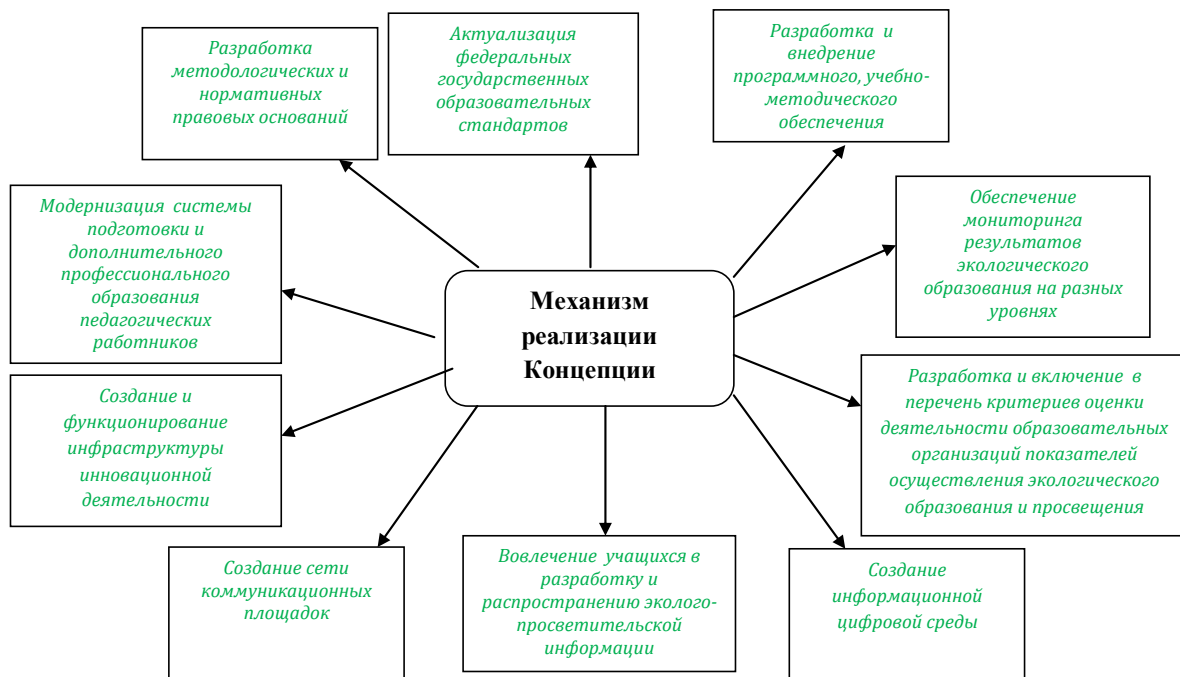 Разработка
методологических и
нормативных
правовых оснований
Актуализация
федеральных
государственных
образовательных
стандартов
Разработка и
внедрение
программного, учебно-
методического
обеспечения
Модернизация системы
подготовки и
дополнительного
профессионального
образования
педагогических
работников
Обеспечение
мониторинга
результатов
экологического
образования на разных
уровнях
Механизм
реализации
Концепции
Создание и
функционирование
инфраструктуры
инновационной
деятельности
Разработка и включение в
перечень критериев оценки
деятельности образовательных
организаций показателей
осуществления экологического
образования и просвещения
Создание сети
коммуникационных
площадок
Вовлечение учащихся в
разработку и
распространению эколого-
просветительской
информации
Создание
информационной
цифровой среды